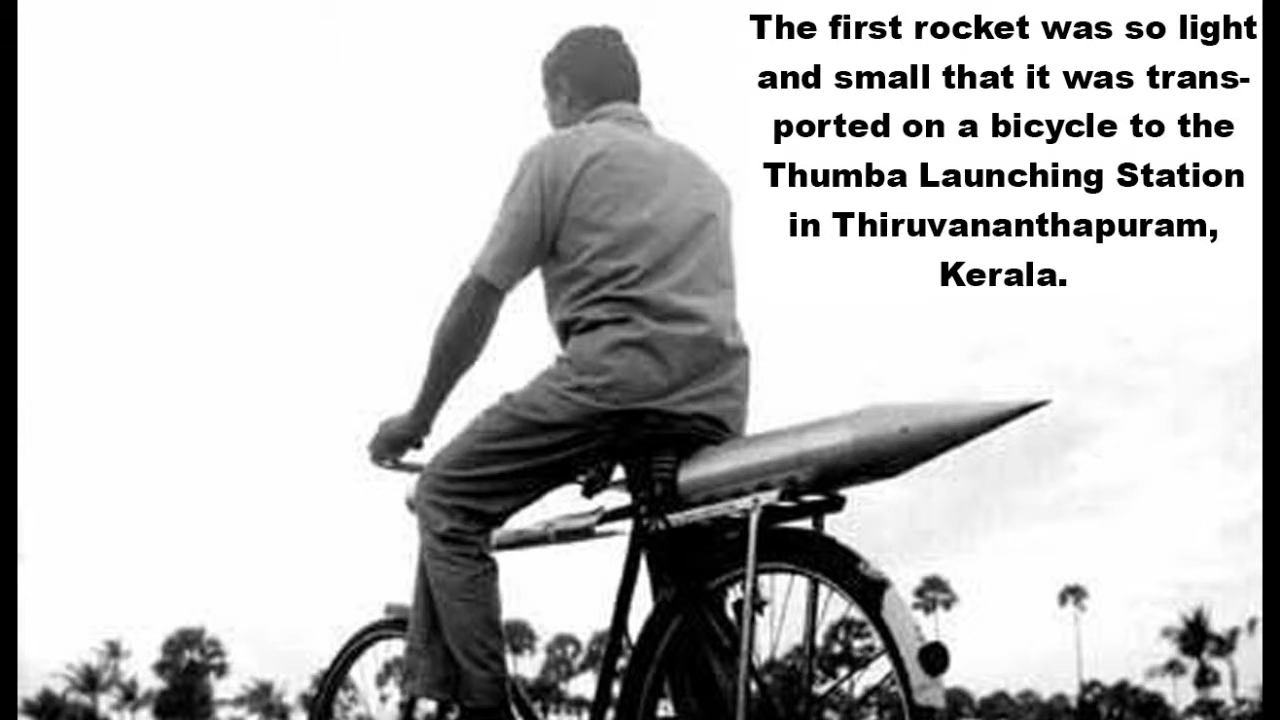 The first rocket was so light
and small that it was trans-
ported on a bicycle to the
Thumba Launching Station
in Thiruvananthapuram,
Kerala.